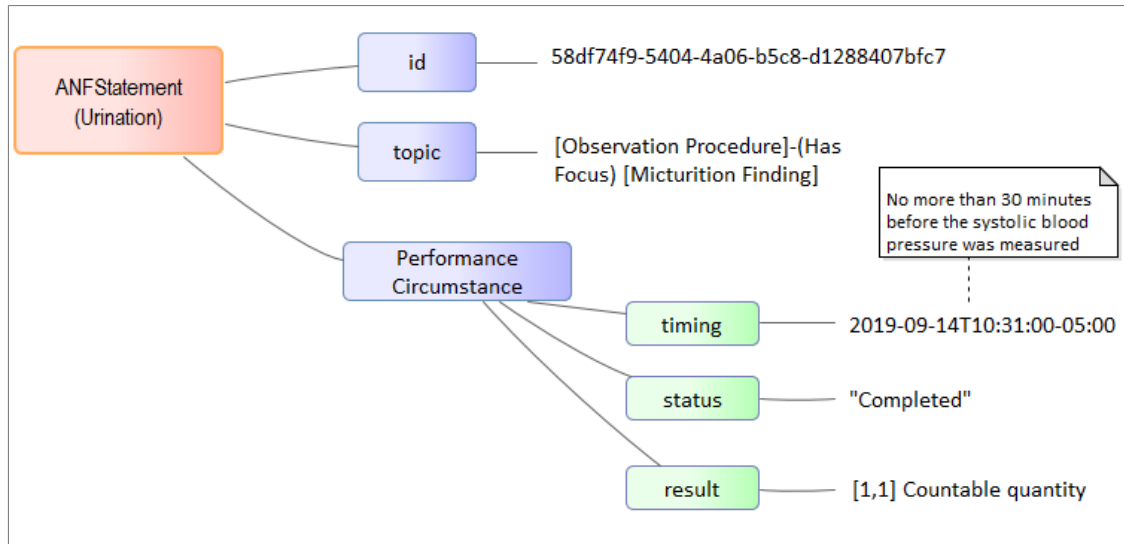 ANFStatement
(Urination)
id
58df74f9-5404-4a06-b5c8-d1288407bfc7
topic
[Observation Procedure]-(Has
Focus) [Micturition Finding]
No more than 30 minutes
before the systolic blood
pressure was measured
Performance
Circumstance
timing
2019-09-14T10:31:00-05:00
status
"Completed"
result
[1,1] Countable quantity